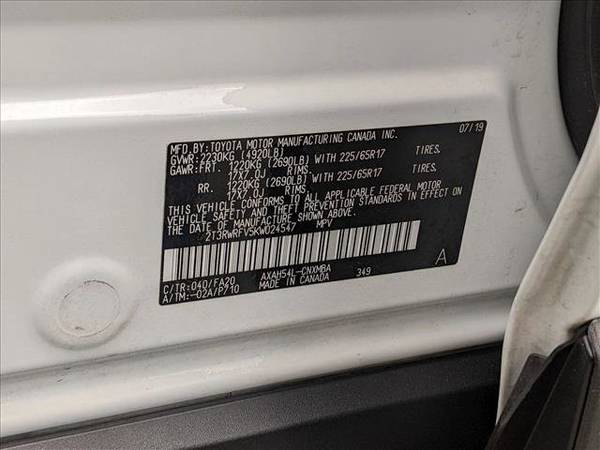 MFD.BY:TOYOTA MOTOR MANUFACTURING CANADA INC. 07/19
GVWR:2230KG (4920LB)
GAWR:FRT. 1220KG (2690LB) WITH 225/65R17 TIRES.
17X7.0J RIMS.
RR. 1220KG (2690LB) WITH 225/65R17 TIRES.
17X7.0J RIMS.
THIS VEHICLE CONFORMS TO ALL APPLICABLE FEDERAL MOTOR
VEHICLE SAFETY AND THEFT PREVENTION STANDARDS IN EFFECT
ON THE DATE OF MANUFACTURE SHOWN ABOVE.
2T3RWRFV5KW024547 MPV
C/TR:040/FA20 AXAH54L-CNXMBA 349 A
A/TM:-02A/P710 MADE IN CANADA